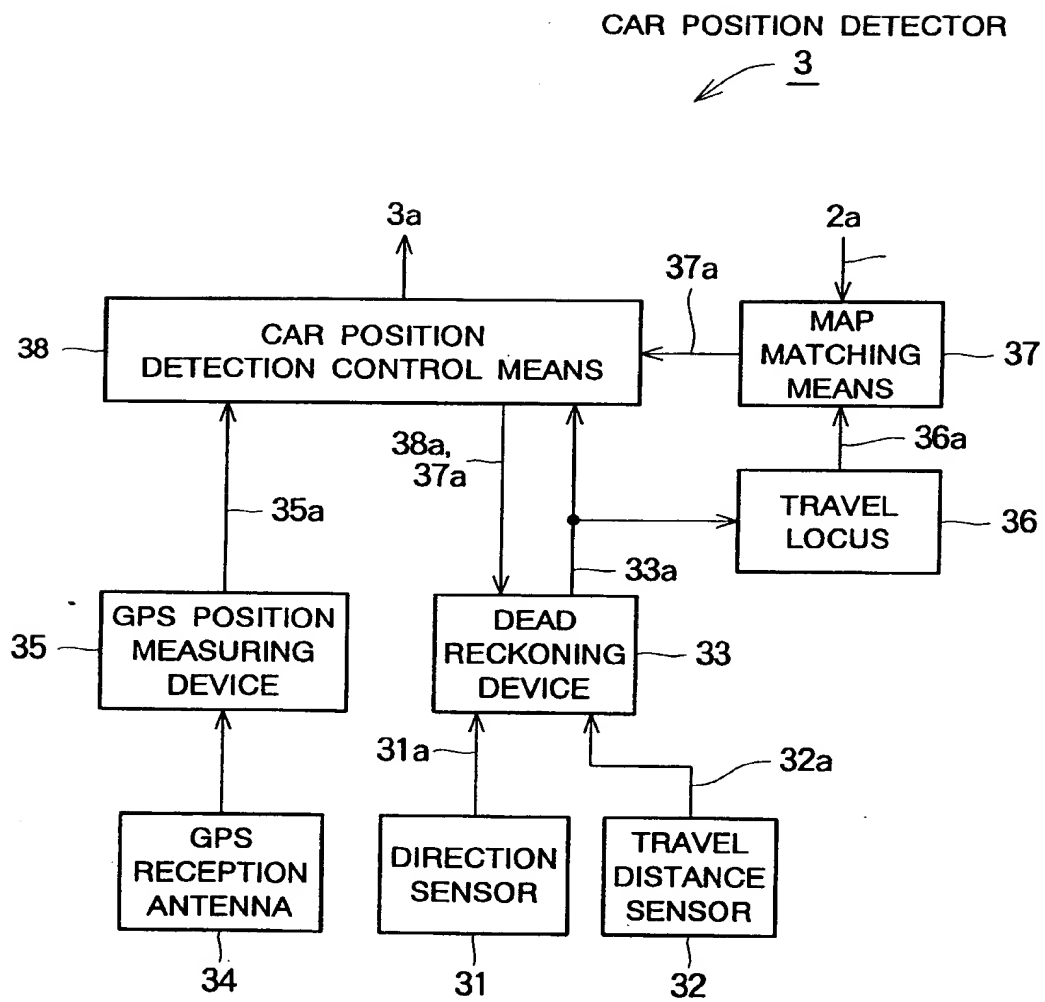 CAR POSITION DETECTOR
3
3a
2a
37a
38
CAR POSITION
DETECTION CONTROL MEANS
MAP
MATCHING
MEANS
37
38a,
37a
36a
35a
TRAVEL
LOCUS
36
33a
35
GPS POSITION
MEASURING
DEVICE
DEAD
RECKONING
DEVICE
33
31a
32a
GPS
RECEPTION
ANTENNA
DIRECTION
SENSOR
TRAVEL
DISTANCE
SENSOR
34
31
32